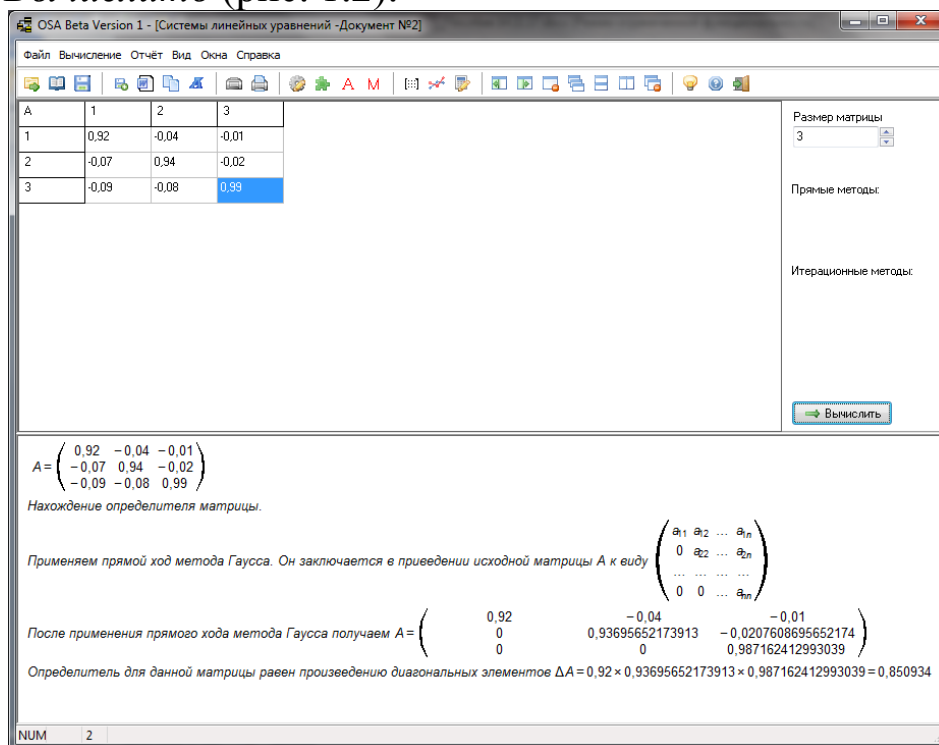 Вычислить (рис. 1.2).
OSA Beta Version 1 - [Системы линейных уравнений -Документ №2]
Файл Вычисление Отчёт Вид Окна Справка
A M
A 1 2 3
1 0,92 -0,04 -0,01
2 -0,07 0,94 -0,02
3 -0,09 -0,08 0,99
Размер матрицы
3
Прямые методы:
Итерационные методы:
Вычислить
A = ( 0,92 −0,04 −0,01
−0,07 0,94 −0,02
−0,09 −0,08 0,99 )
Нахождение определителя матрицы.
Применяем прямой ход метода Гаусса. Он заключается в приведении исходной матрицы A к виду ( a11 a12 ... a1n
0 a22 ... a2n
... ... ... ...
0 0 ... ann )
После применения прямого хода метода Гаусса получаем A = ( 0,92 −0,04 −0,01
0 0,93695652173913 −0,0207608695652174
0 0 0,987162412993039 )
Определитель для данной матрицы равен произведению диагональных элементов ΔA = 0,92 × 0,93695652173913 × 0,987162412993039 = 0,850934
NUM 2